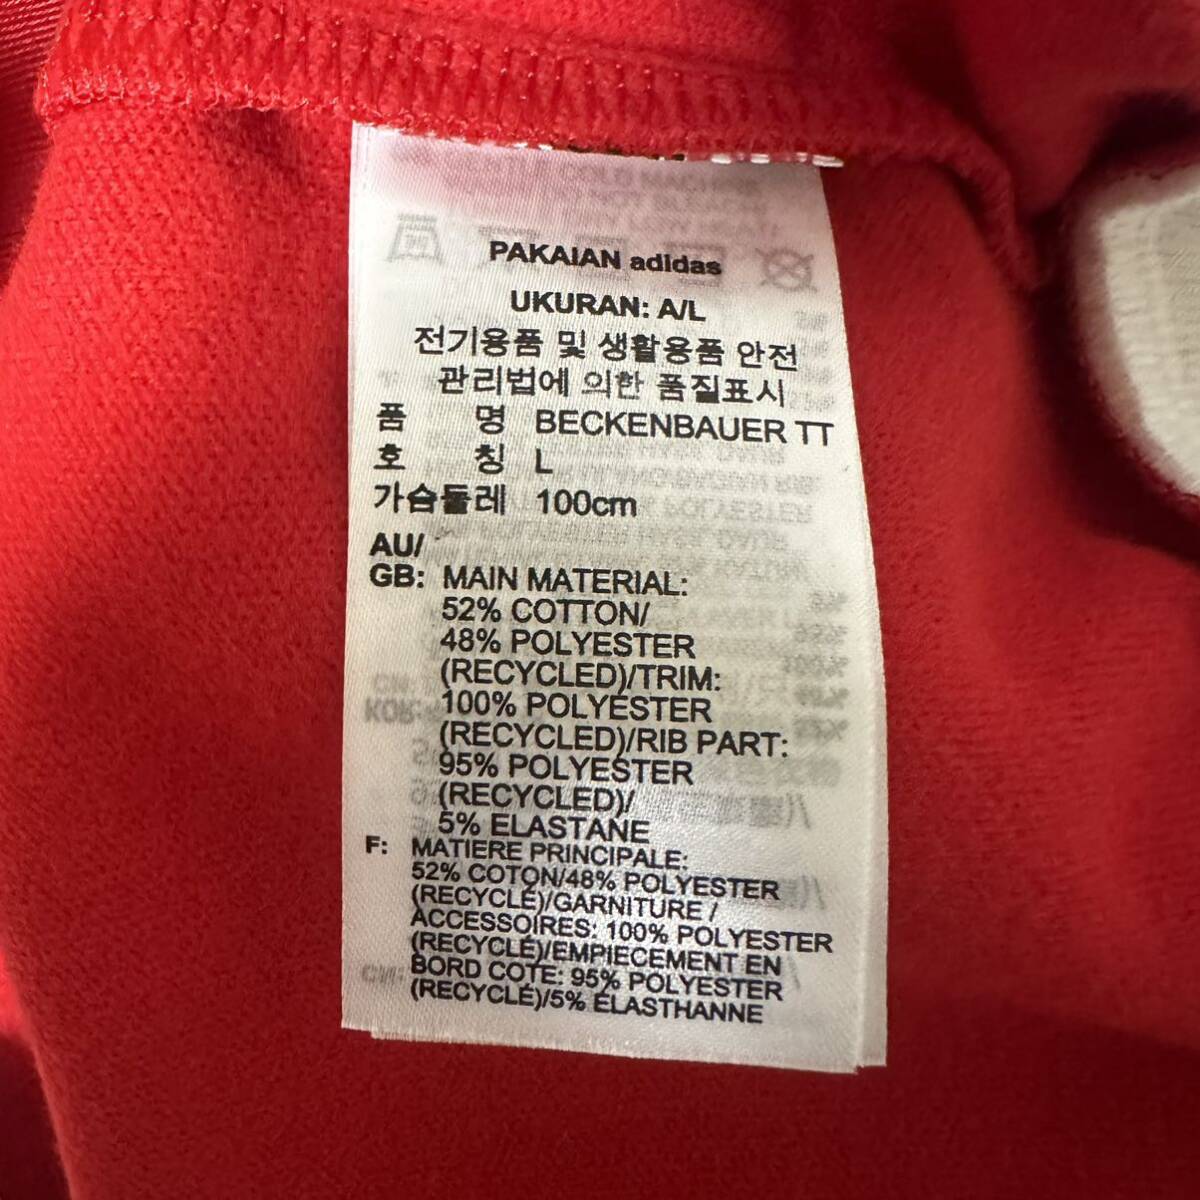 PAKAIAN adidas
UKURAN: A/L
전기용품 및 생활용품 안전
관리법에 의한 품질표시
품 명 BECKENBAUER TT
호 칭 L
가슴둘레 100cm
AU/
GB: MAIN MATERIAL:
52% COTTON/
48% POLYESTER
(RECYCLED)/TRIM:
100% POLYESTER
(RECYCLED)/RIB PART:
95% POLYESTER
(RECYCLED)/
5% ELASTANE
F: MATIERE PRINCIPALE:
52% COTON/48% POLYESTER
(RECYCLÉ)/GARNITURE /
ACCESSOIRES: 100% POLYESTER
(RECYCLÉ)/EMPIECEMENT EN
BORD COTE: 95% POLYESTER
(RECYCLÉ)/5% ÉLASTHANNE